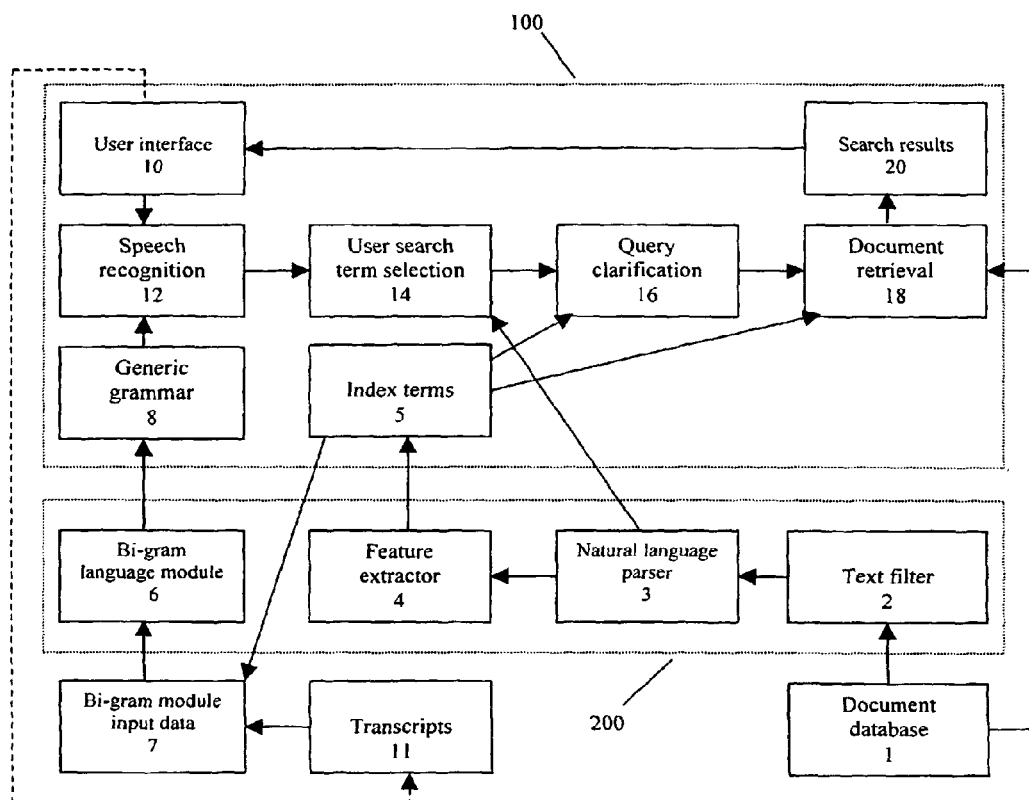 100
User interface
10
Search results
20
Speech
recognition
12
User search
term selection
14
Query
clarification
16
Document
retrieval
18
Generic
grammar
8
Index terms
5
Bi-gram
language module
6
Feature
extractor
4
Natural language
parser
3
Text filter
2
Bi-gram module
input data
7
Transcripts
11
200
Document
database
1